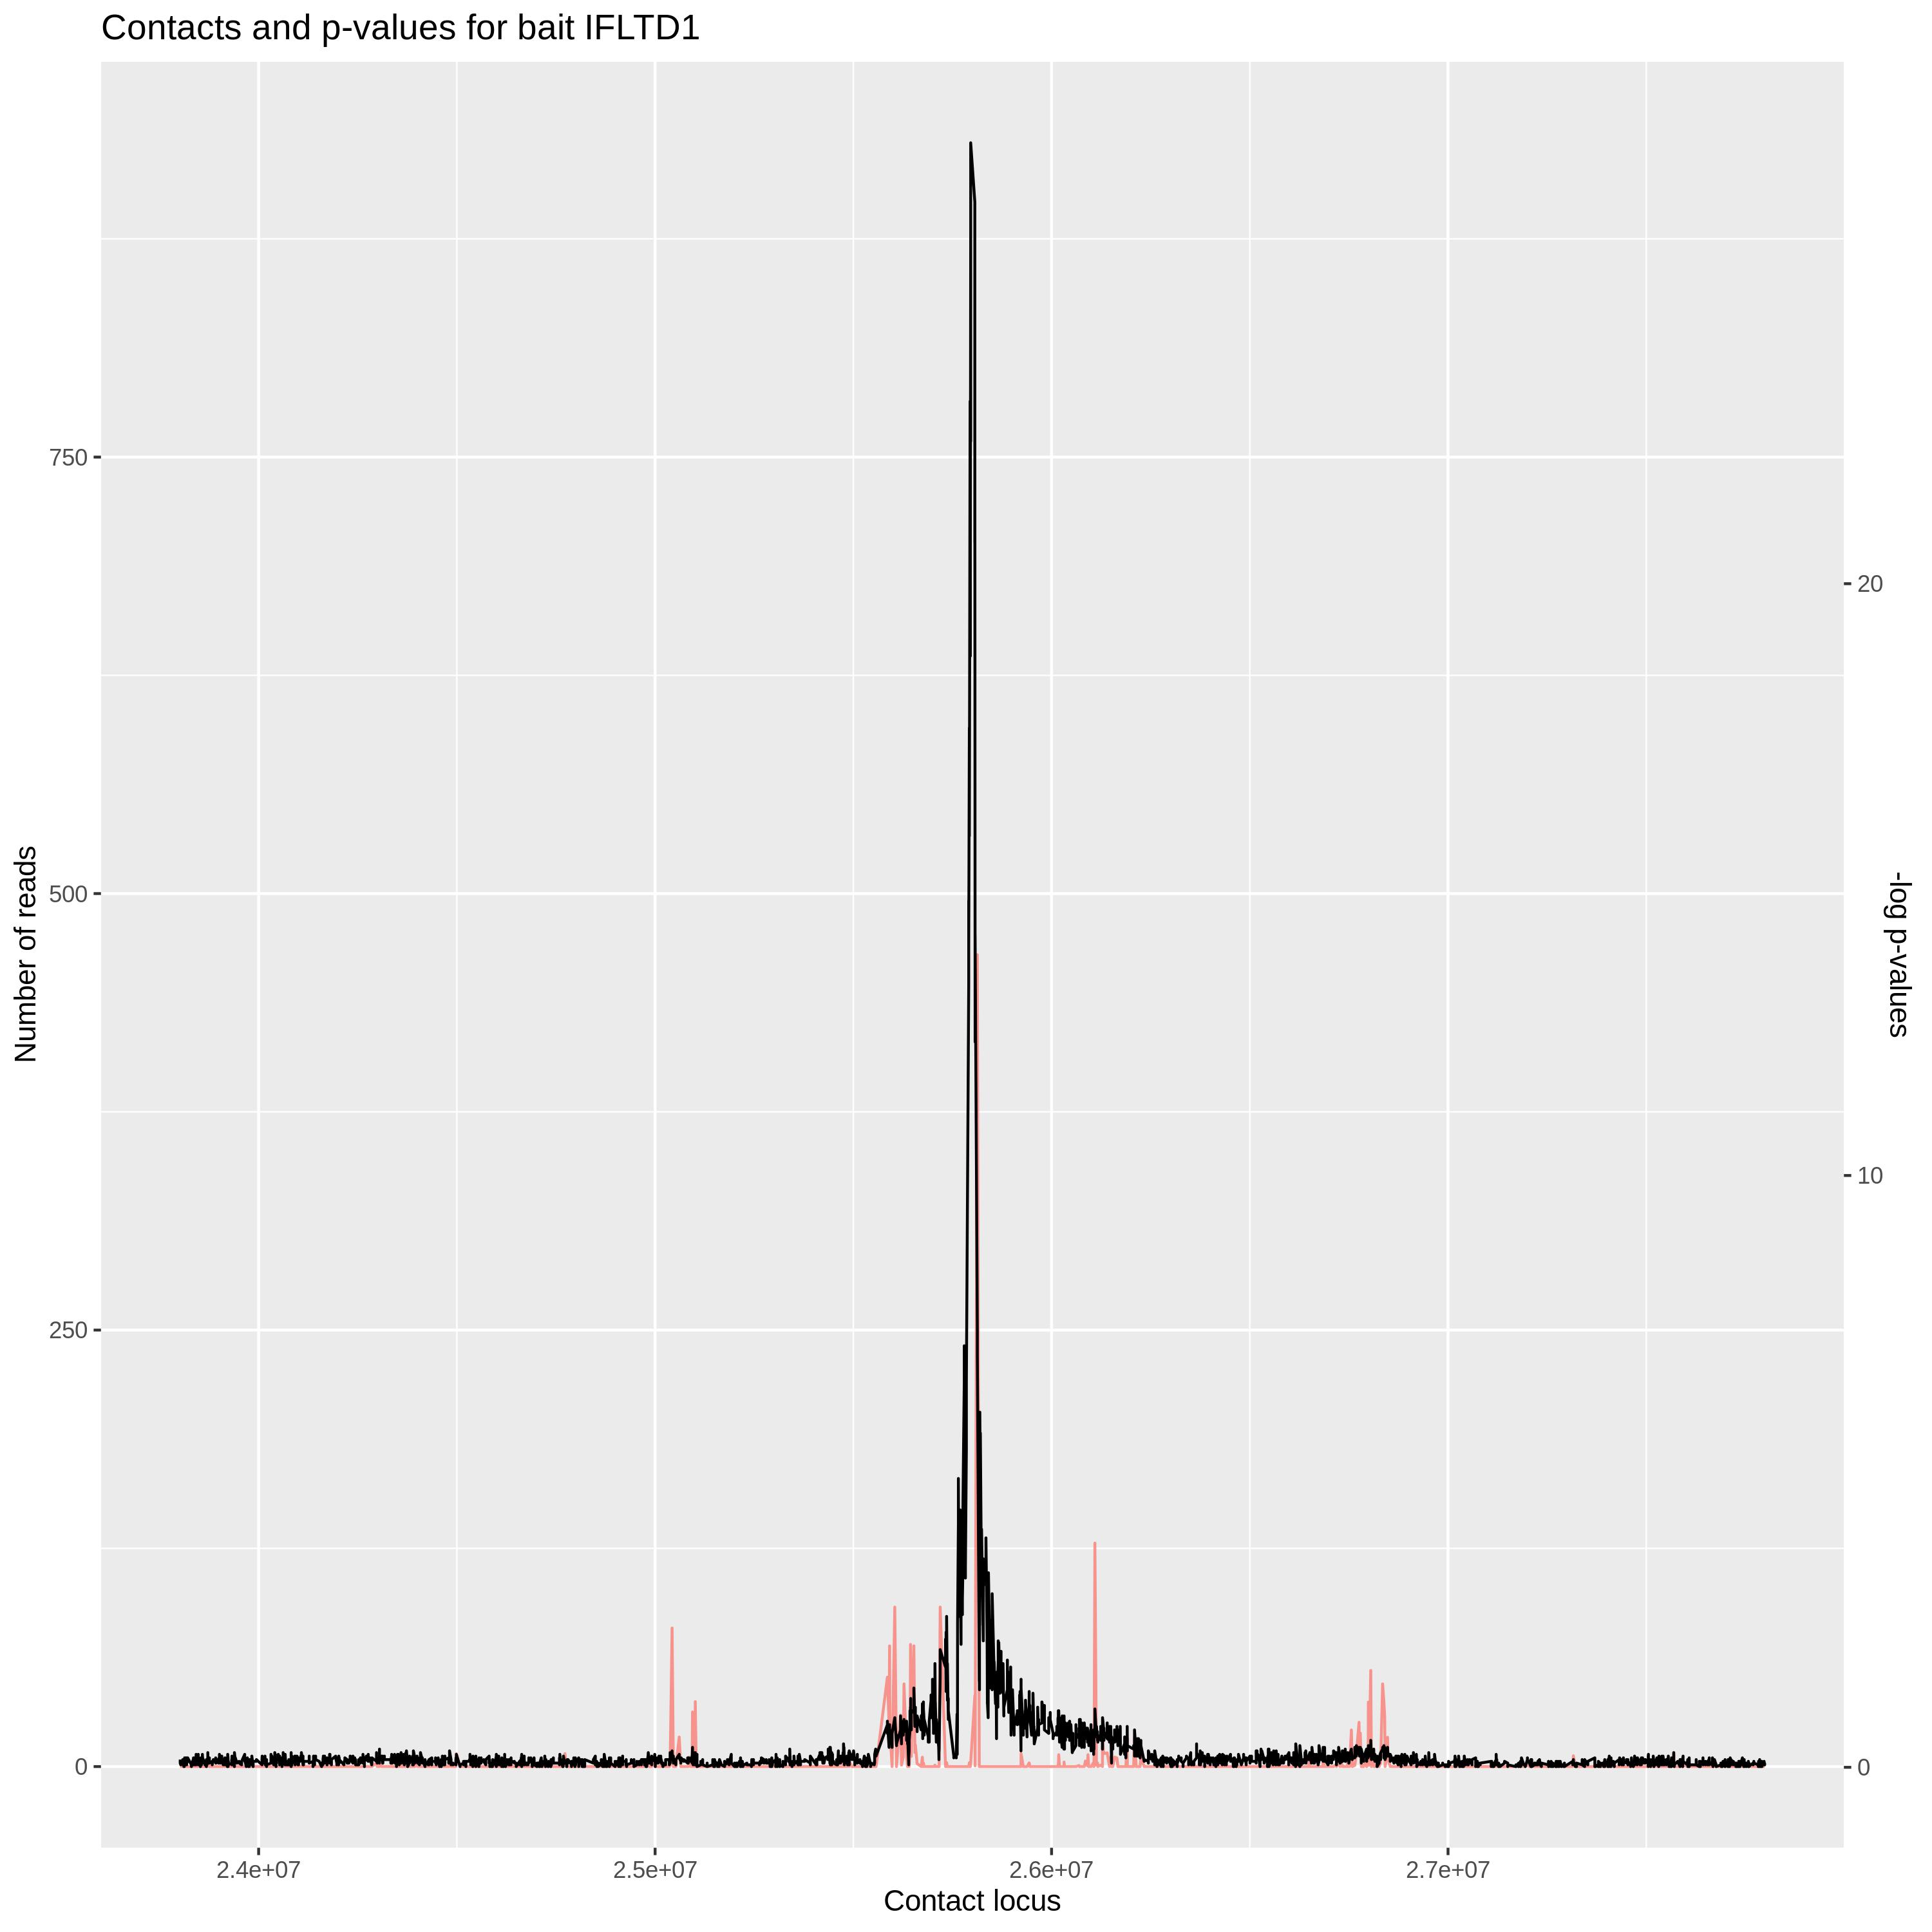 Contacts and p-values for bait IFLTD1
750
500
250
0
Number of reads
20
10
0
-log p-values
2.4e+07
2.5e+07
2.6e+07
2.7e+07
Contact locus